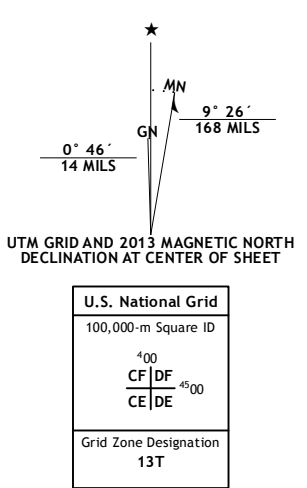 ★
MN
GN
9° 26´
168 MILS
0° 46´
14 MILS
UTM GRID AND 2013 MAGNETIC NORTH
DECLINATION AT CENTER OF SHEET
U.S. National Grid
100,000-m Square ID
⁴00
CF DF
⁴⁵00
CE DE
Grid Zone Designation
13T